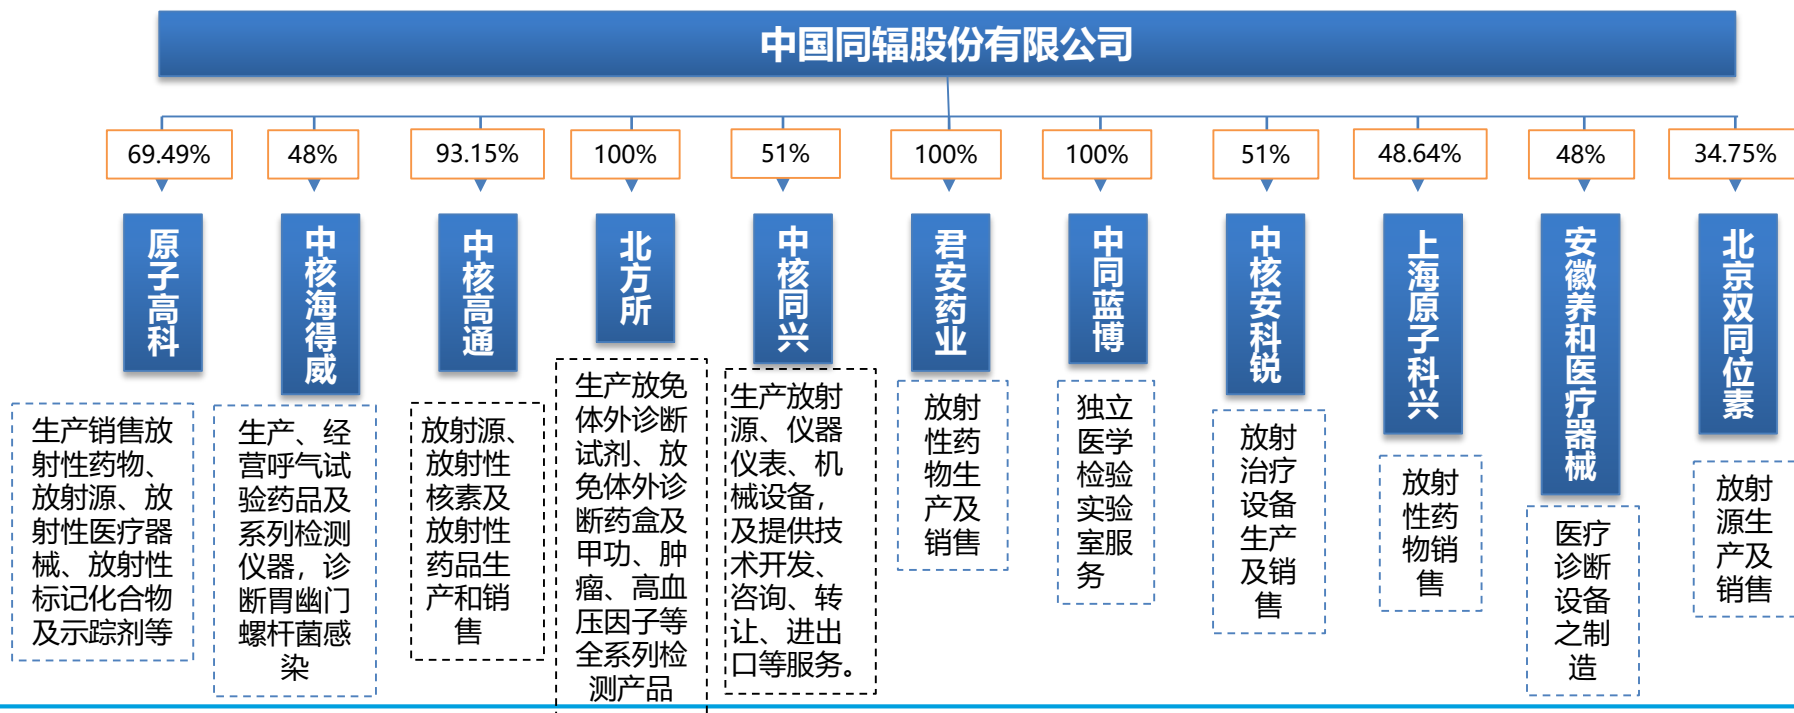 中国同辐股份有限公司
69.49%
48%
93.15%
100%
51%
100%
100%
51%
48.64%
48%
34.75%
原子高科
中核海得威
中核高通
北方所
中核同兴
君安药业
中同蓝博
中核安科锐
上海原子科兴
安徽养和医疗器械
北京双同位素
生产销售放
射性药物、
放射源、放
射性医疗器
械、放射性
标记化合物
及示踪剂等
生产、经
营呼气试
验药品及
系列检测
仪器，诊
断胃幽门
螺杆菌感
染
放射源、
放射性
核素及
放射性
药品生
产和销
售
生产放免
体外诊断
试剂、放
免体外诊
断药盒及
甲功、肿
瘤、高血
压因子等
全系列检
测产品
生产放射
源、仪器
仪表、机
械设备，
及提供技
术开发、
咨询、转
让、进出
口等服务。
放射
性药
物生
产及
销售
独立
医学
检验
实验
室服
务
放射
治疗
设备
生产
及销
售
放射
性药
物销
售
医疗
诊断
设备
之制
造
放射
源生
产及
销售